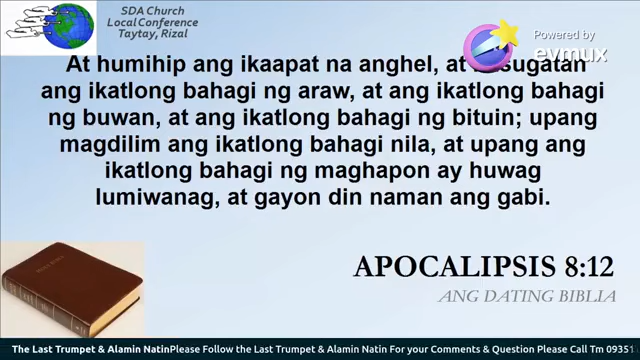 SDA Church
Local Conference
Taytay, Rizal
Powered by
evmux
At humihip ang ikaapat na anghel, at
ang ikatlong bahagi ng araw, at ang ikatlong bahagi
ng buwan, at ang ikatlong bahagi ng bituin; upang
magdilim ang ikatlong bahagi nila, at upang ang
ikatlong bahagi ng maghapon ay huwag
lumiwanag, at gayon din naman ang gabi.
HOLY BIBLE
APOCALIPSIS 8:12
ANG DATING BIBLIA
The Last Trumpet & Alamin NatinPlease Follow the Last Trumpet & Alamin Natin For your Comments & Question Please Call Tm 09351